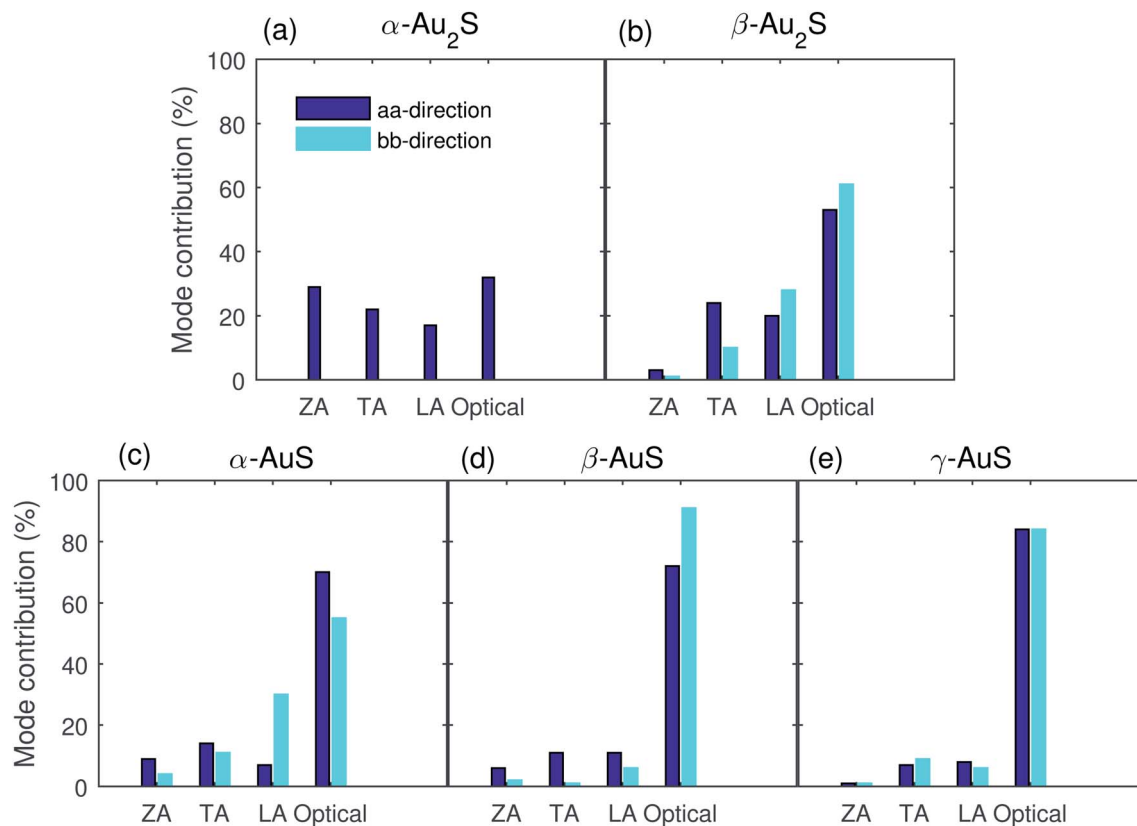 (a) α-Au₂S (b) β-Au₂S
100
80
60
40
20
0
Mode contribution (%)
aa-direction
bb-direction
ZA TA LA Optical ZA TA LA Optical
(c) α-AuS (d) β-AuS (e) γ-AuS
100
80
60
40
20
0
Mode contribution (%)
ZA TA LA Optical ZA TA LA Optical ZA TA LA Optical